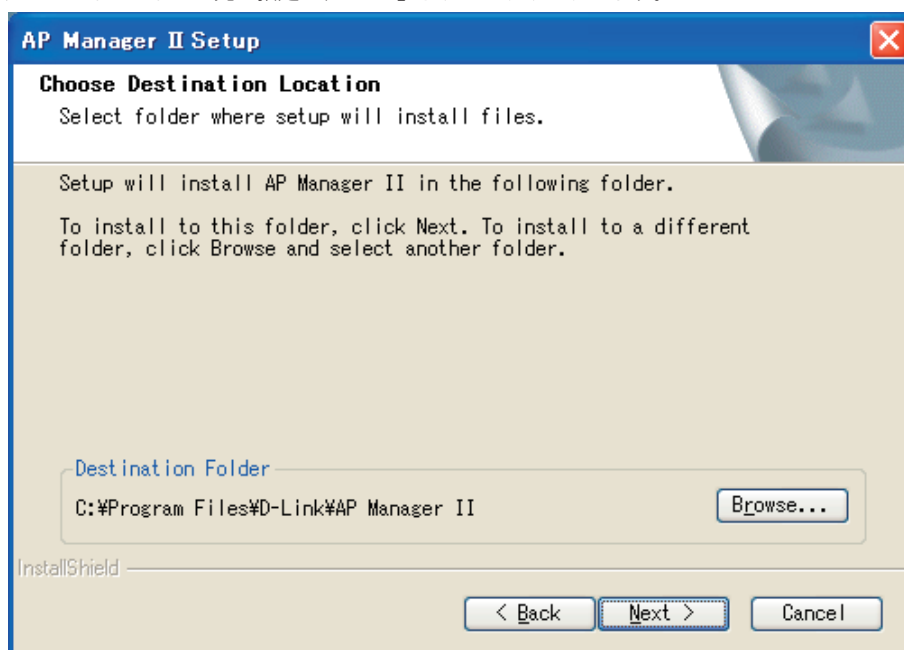 AP Manager II Setup
Choose Destination Location
Select folder where setup will install files.
Setup will install AP Manager II in the following folder.
To install to this folder, click Next. To install to a different
folder, click Browse and select another folder.
Destination Folder
C:¥Program Files¥D-Link¥AP Manager II
Browse...
InstallShield
< Back
Next >
Cancel